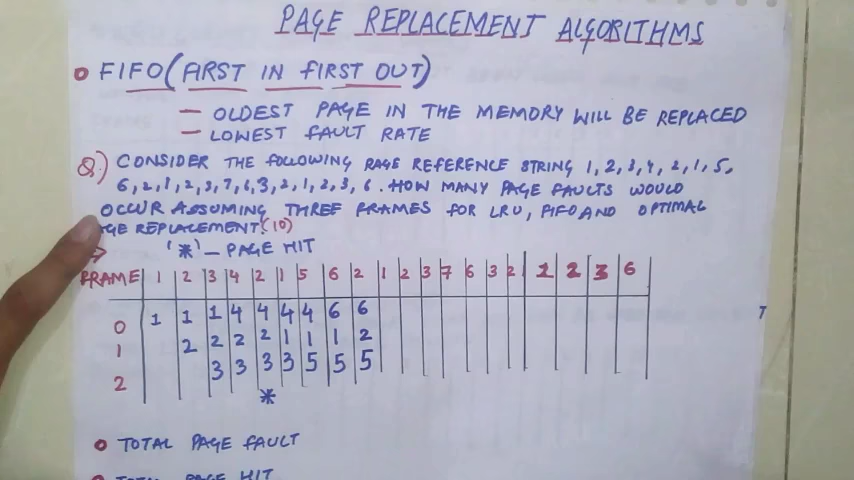 PAGE REPLACEMENT ALGORITHMS
FIFO (FIRST IN FIRST OUT)
— OLDEST PAGE IN THE MEMORY WILL BE REPLACED
— LOWEST FAULT RATE
Q) CONSIDER THE FOLLOWING PAGE REFERENCE STRING 1,2,3,4,2,1,5,
6,2,1,2,3,7,6,3,2,1,2,3,6. HOW MANY PAGE FAULTS WOULD
OCCUR ASSUMING THREE FRAMES FOR LRU, FIFO AND OPTIMAL
AGE REPLACEMENT. (10)
'*' — PAGE HIT
FRAME 1 2 3 4 2 1 5 6 2 1 2 3 7 6 3 2 1 2 3 6
0 1 1 1 4 4 4 4 6 6
1 2 2 2 2 1 1 1 2
2 3 3 3 3 5 5 5
*
TOTAL PAGE FAULT
TOTAL PAGE HIT
T